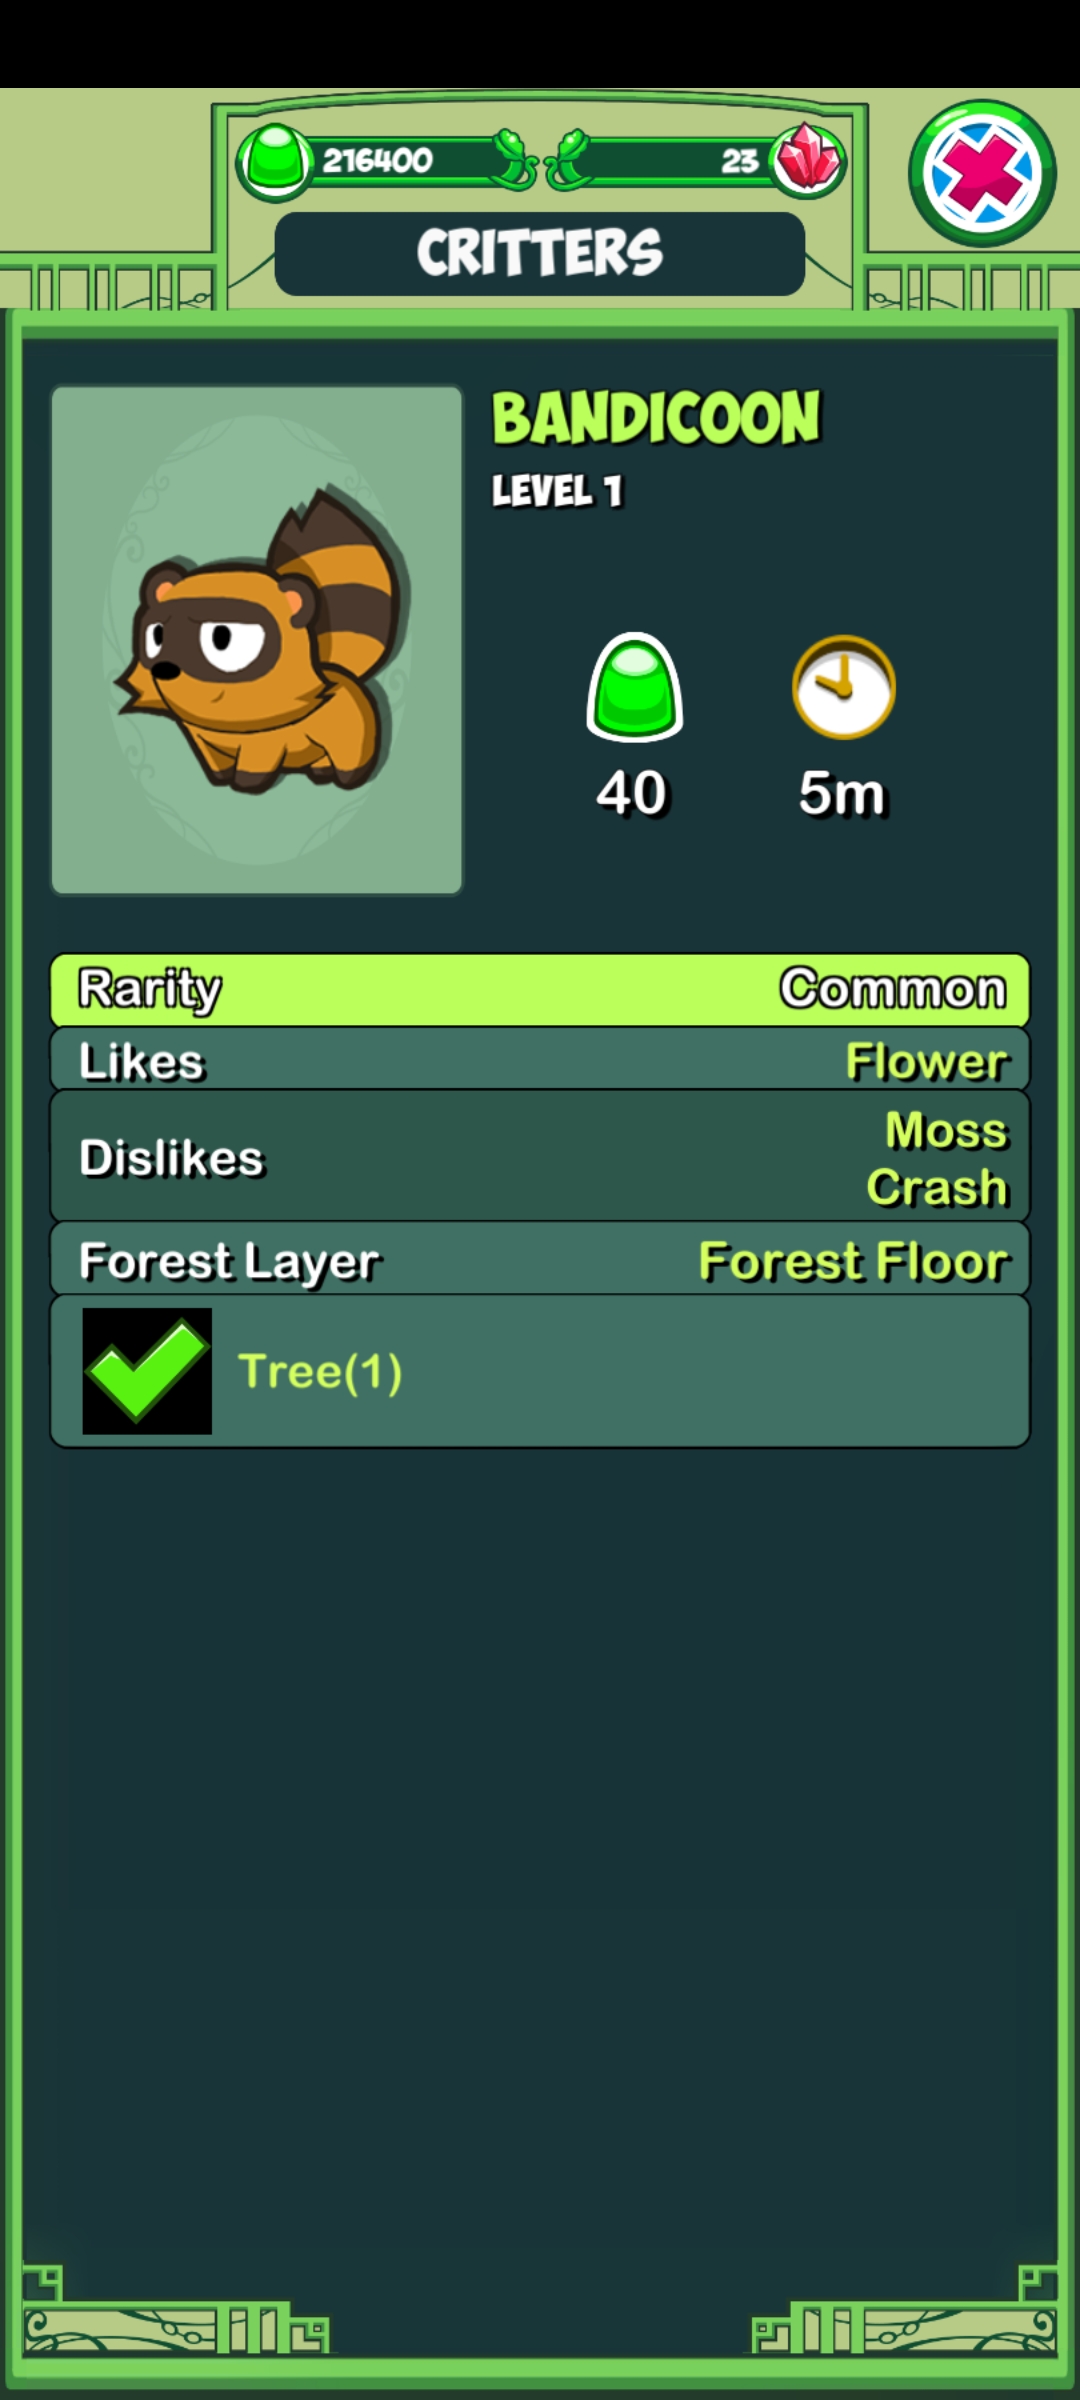 216400
23
CRITTERS
BANDICOON
LEVEL 1
40
5m
Rarity Common
Likes Flower
Dislikes Moss
Crash
Forest Layer Forest Floor
Tree(1)